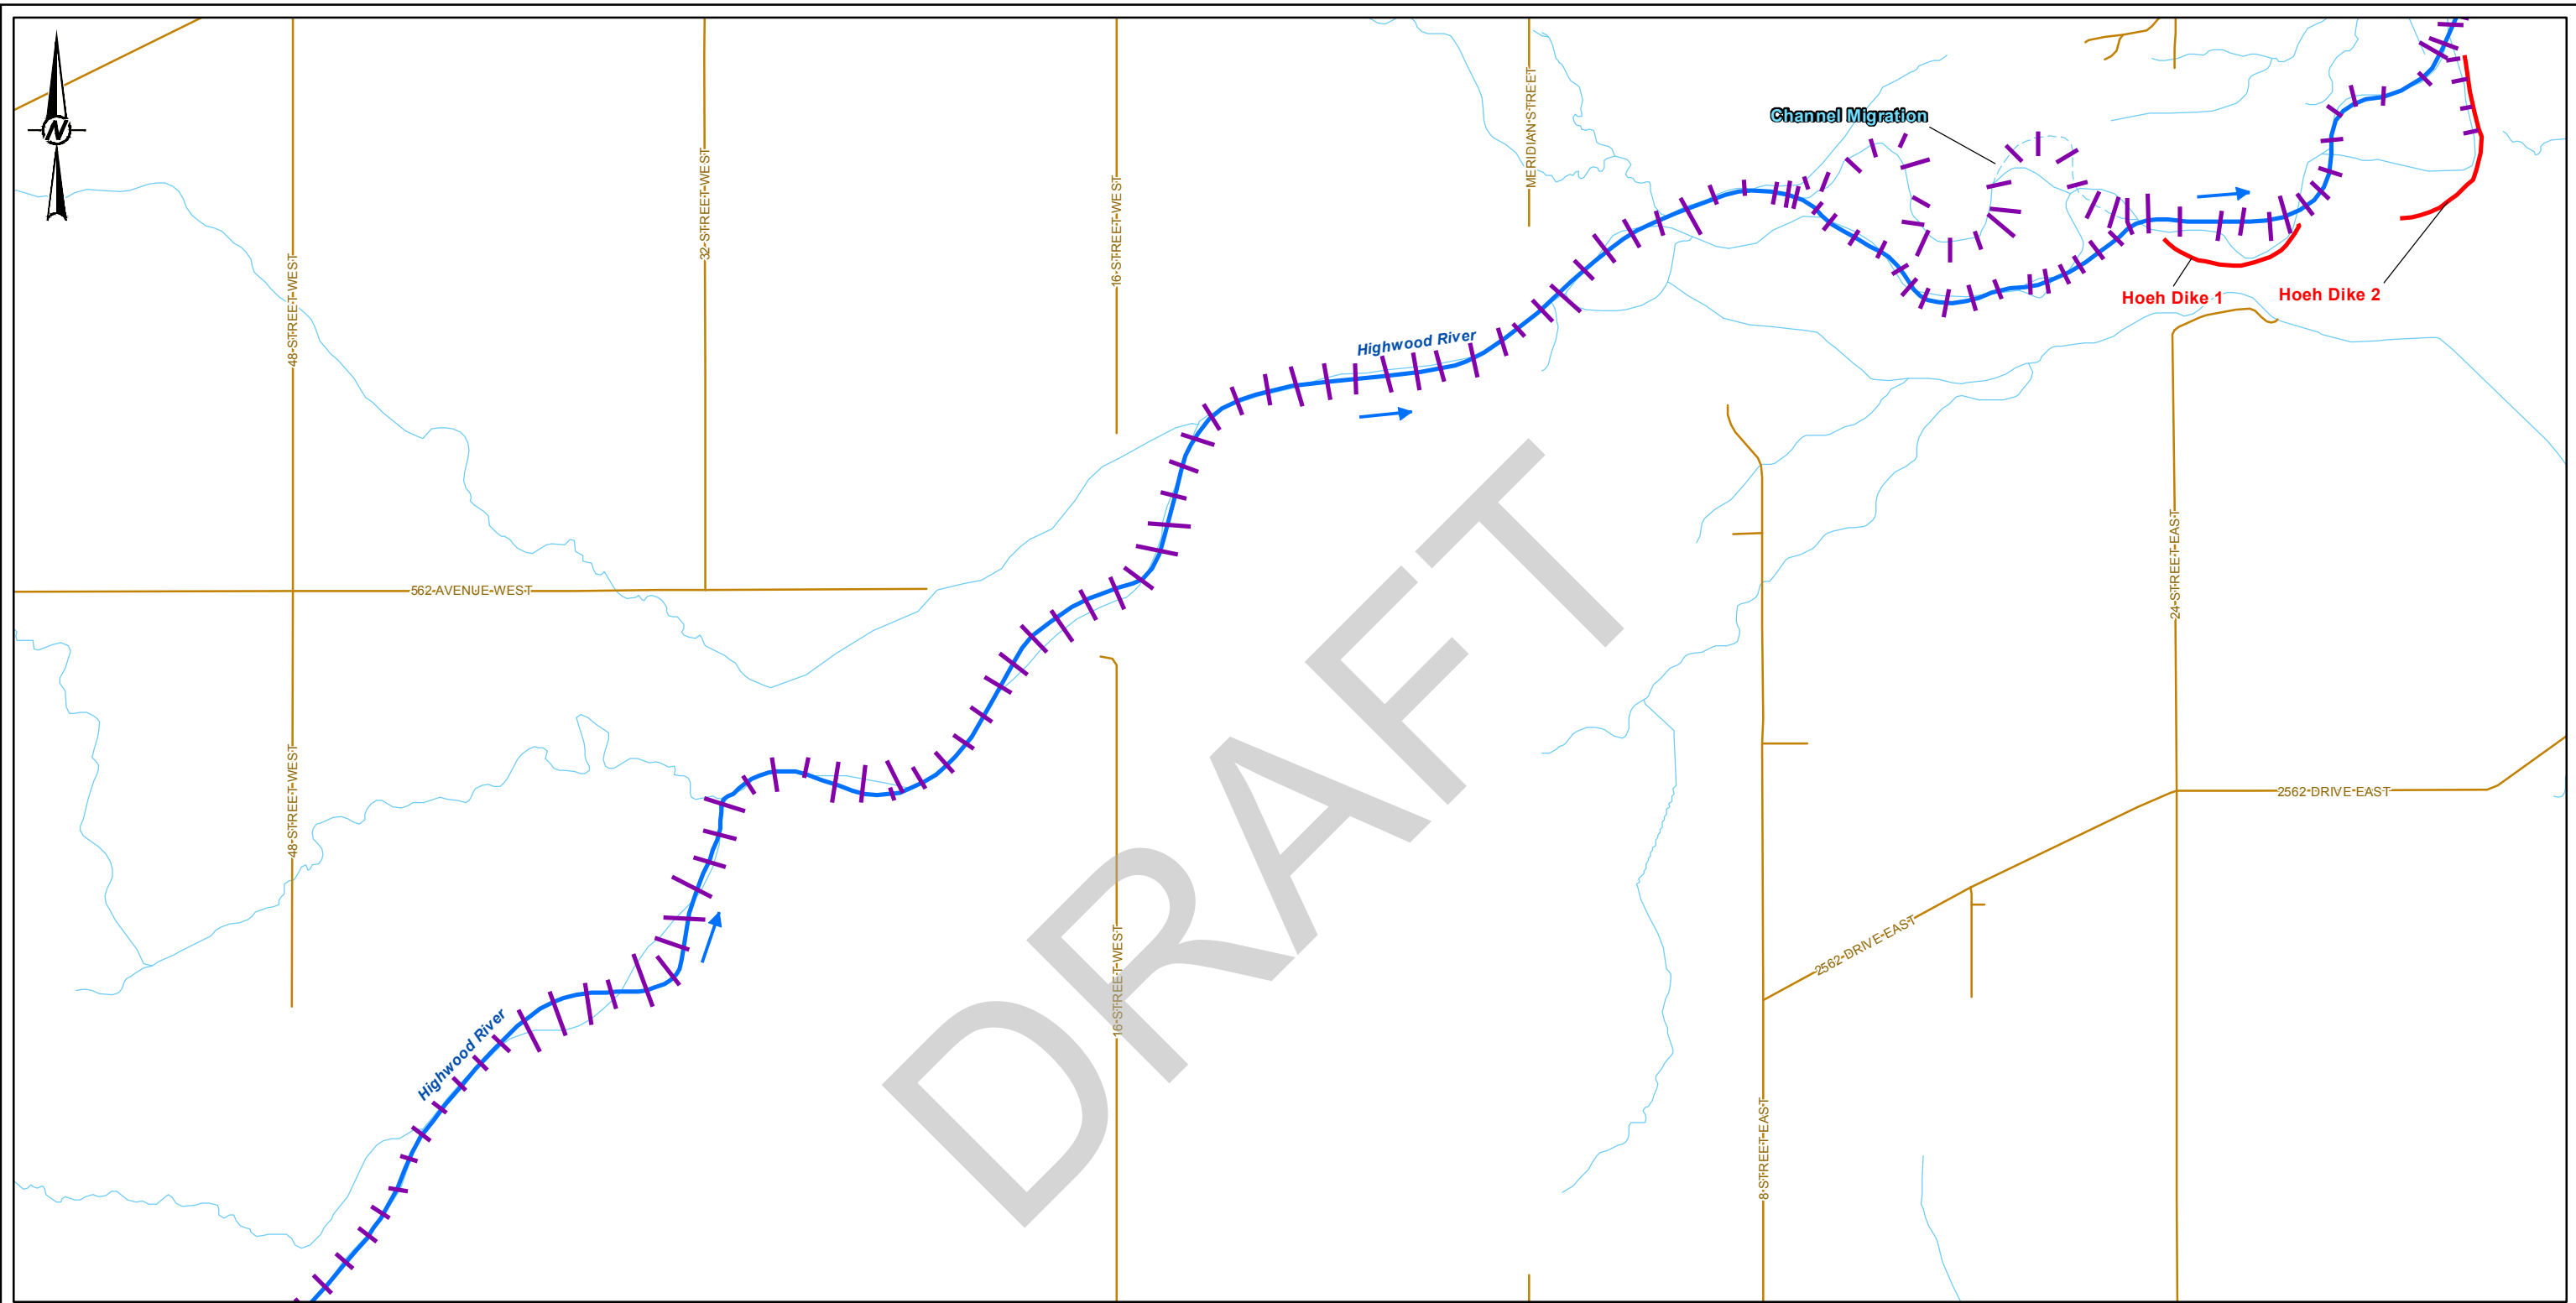 N
Channel Migration
MERIDIAN STREET
32 STREET WEST
16 STREET WEST
48 STREET WEST
Hoeh Dike 1
Hoeh Dike 2
Highwood River
562 AVENUE WEST
24 STREET EAST
DRAFT
48 STREET WEST
2562 DRIVE EAST
2562 DRIVE EAST
16 STREET WEST
Highwood River
8 STREET EAST